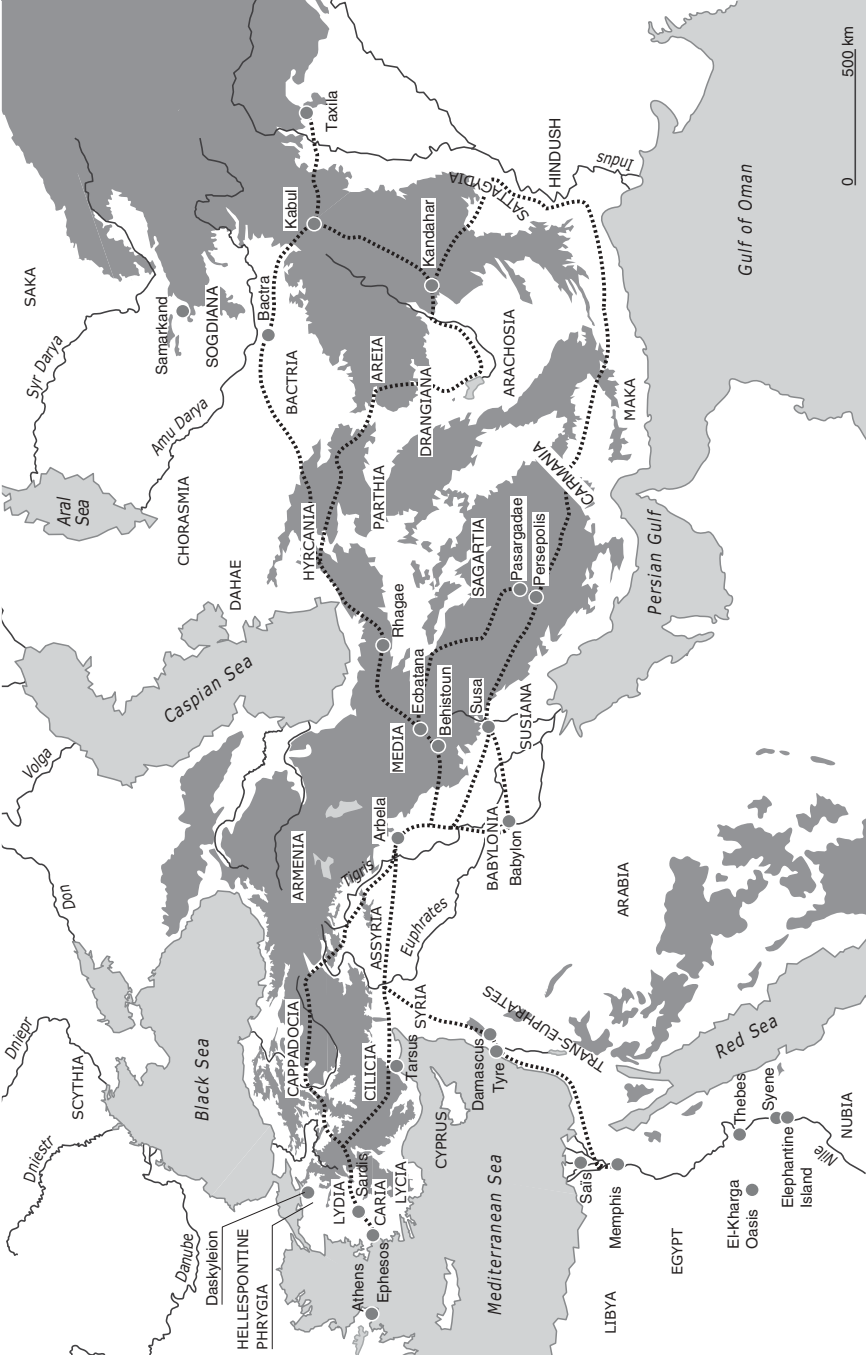 SCYTHIA
Dniestr
Dniepr
Don
Volga
Danube
Black Sea
Caspian Sea
Aral
Sea
Syr Darya
Amu Darya
SAKA
CHORASMIA
DAHAE
Samarkand
SOGDIANA
Bactra
BACTRIA
Kabul
Taxila
Daskyleion
HELLESPONTINE
PHRYGIA
Athens
Ephesos
LYDIA
Sardis
CARIA
LYCIA
CAPPADOCIA
CILICIA
Tarsus
ARMENIA
ASSYRIA
Tigris
Euphrates
Arbela
MEDIA
Ecbatana
Behistoun
Rhagae
HYRCANIA
PARTHIA
AREIA
DRANGIANA
ARACHOSIA
Kandahar
SATTAGYDIA
HINDUSH
Indus
SYRIA
CYPRUS
Damascus
Tyre
TRANS-EUPHRATES
BABYLONIA
Babylon
Susa
SUSIANA
SAGARTIA
Pasargadae
Persepolis
CARMANIA
MAKA
Mediterranean Sea
Persian Gulf
Gulf of Oman
ARABIA
Red Sea
LIBYA
EGYPT
Saïs
Memphis
El-Kharga
Oasis
Thebes
Syene
Elephantine
Island
Nile
NUBIA
0
500 km